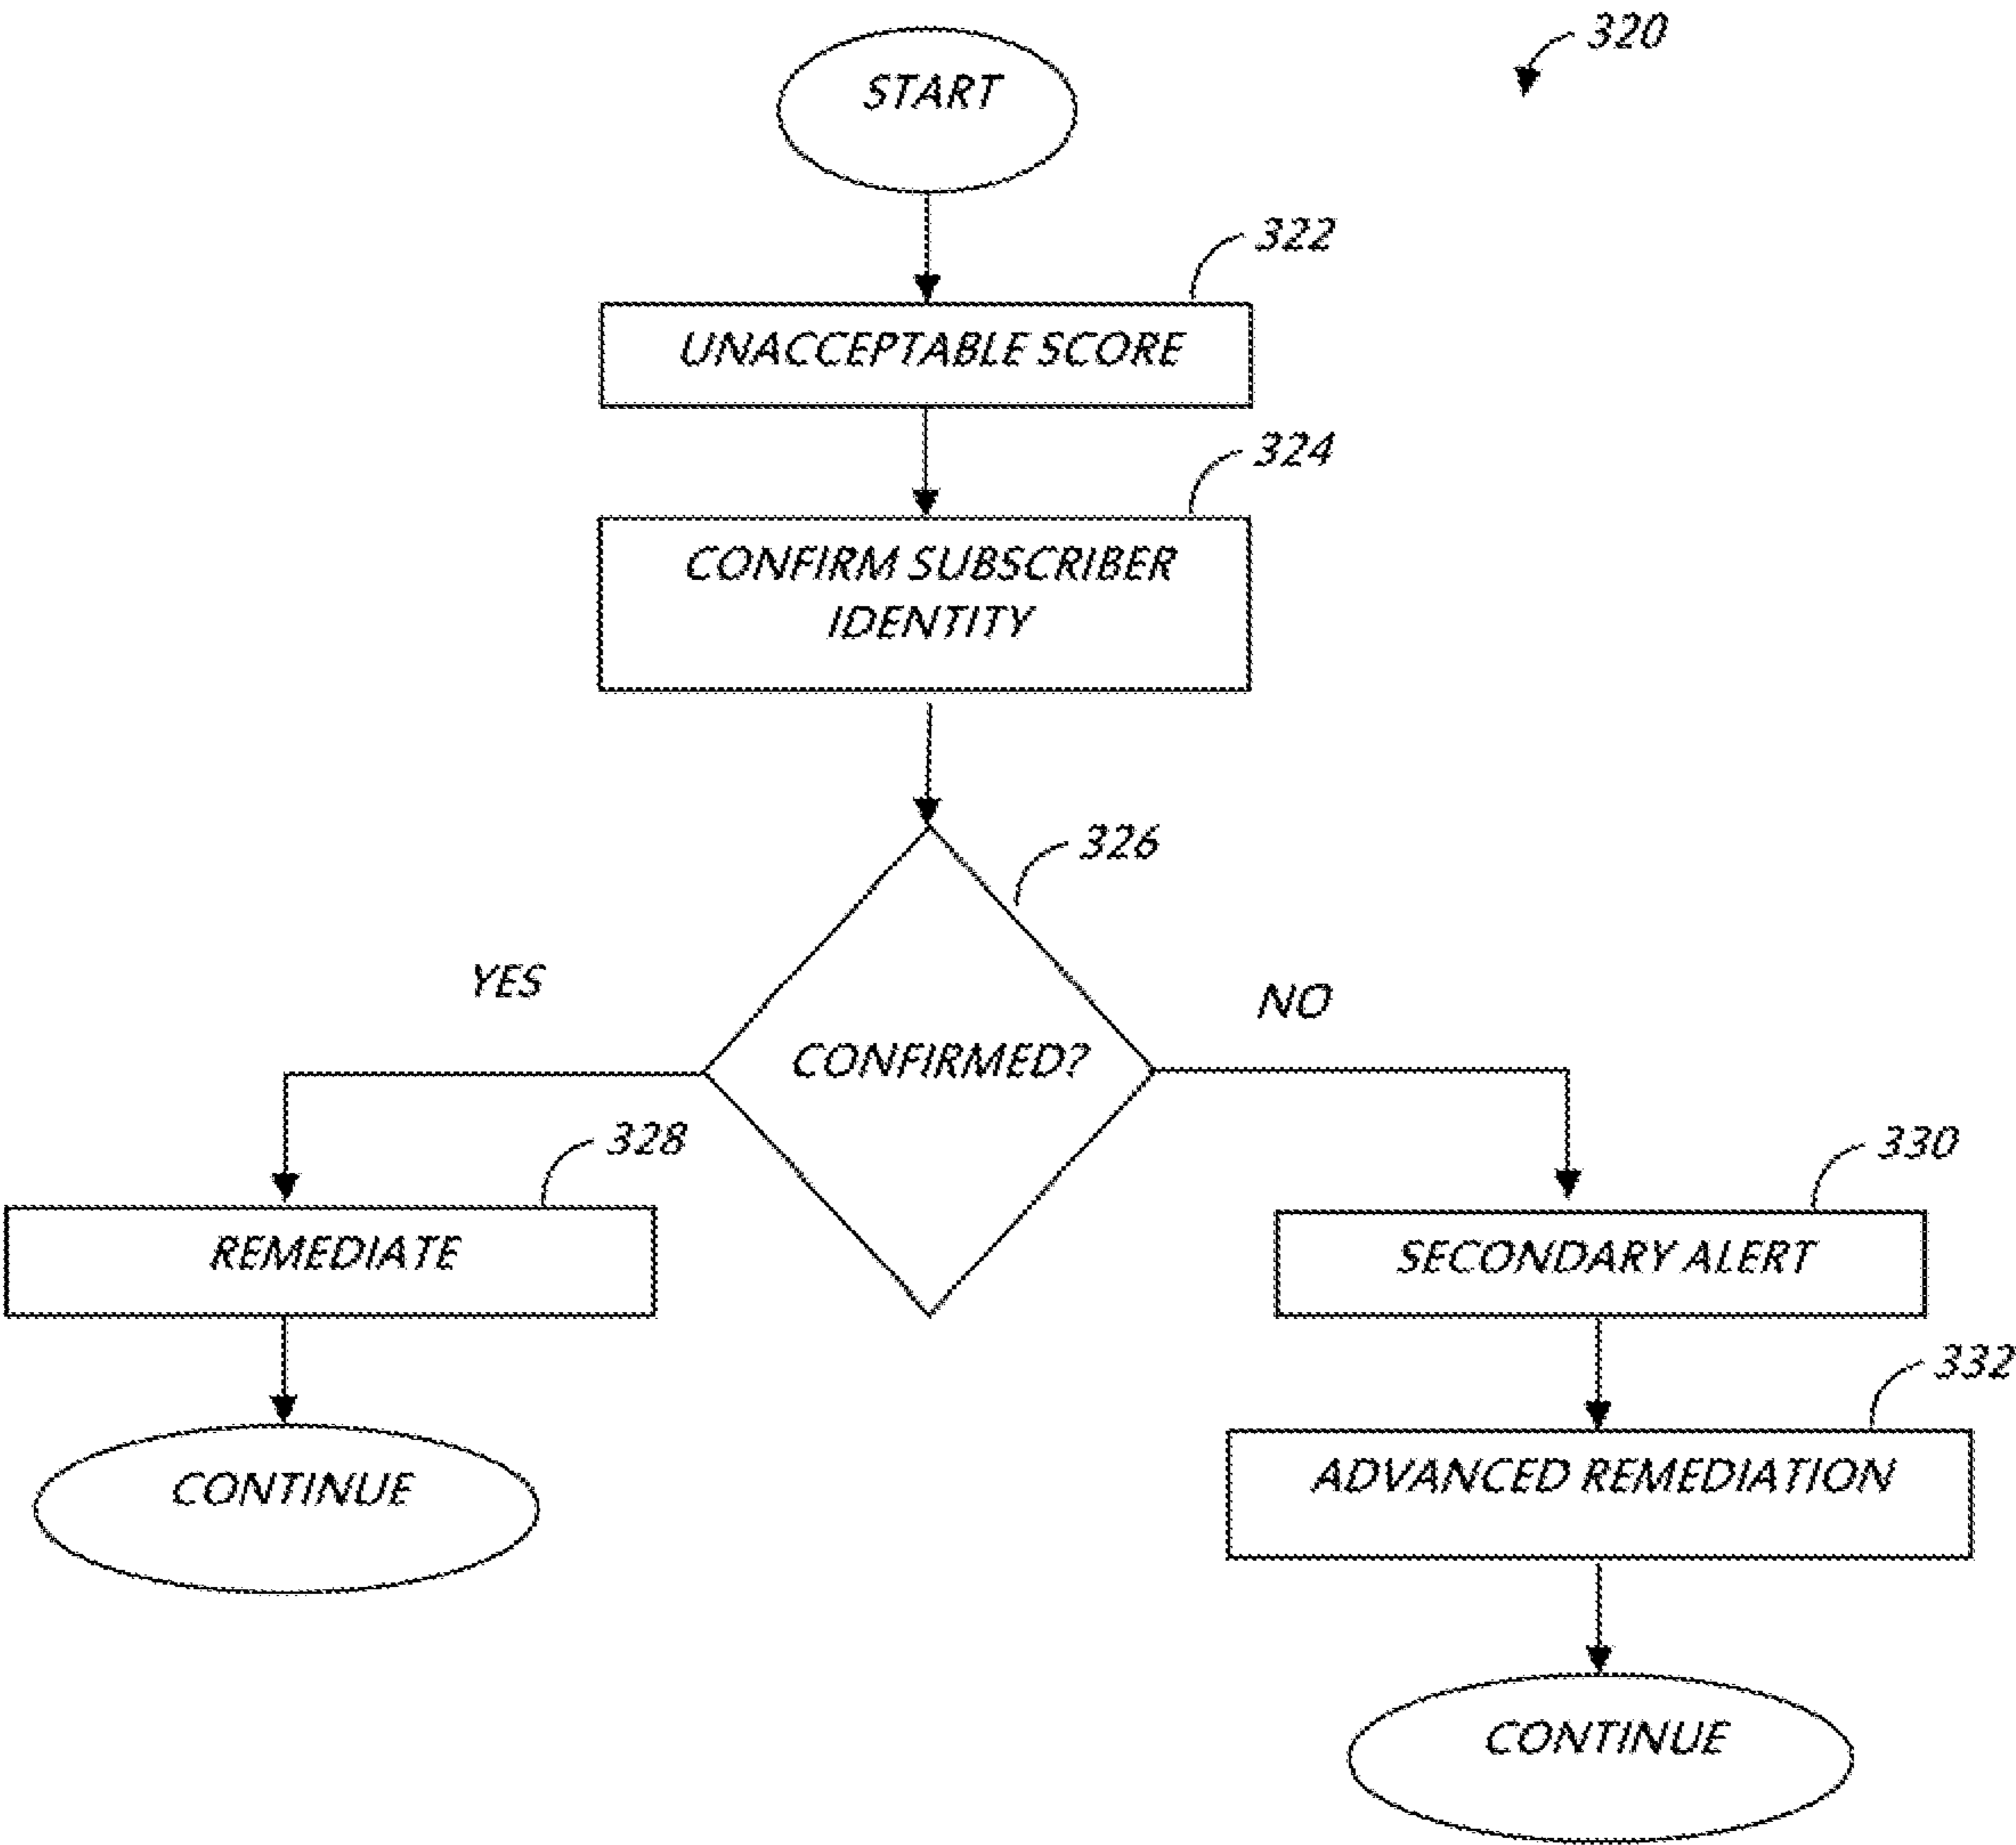 320
START
322
UNACCEPTABLE SCORE
324
CONFIRM SUBSCRIBER
IDENTITY
326
YES
NO
CONFIRMED?
328
330
REMEDIATE
SECONDARY ALERT
332
CONTINUE
ADVANCED REMEDIATION
CONTINUE